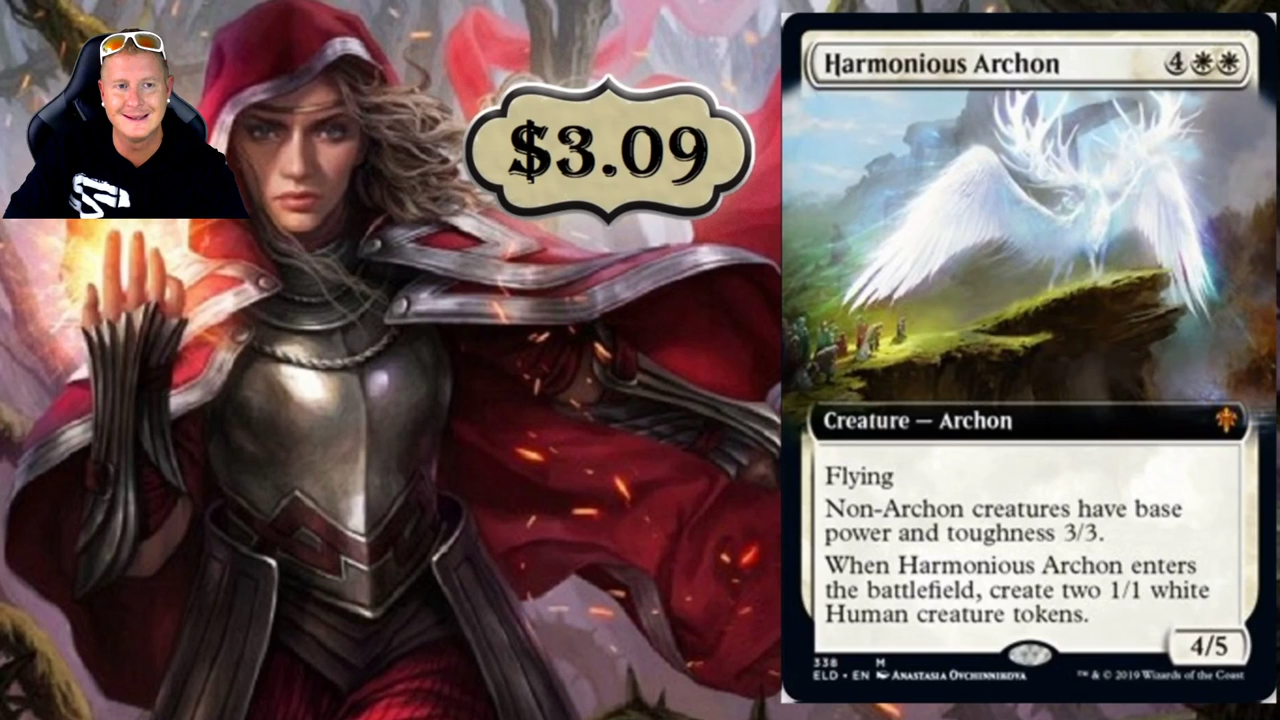 $3.09
Harmonious Archon 4
Creature — Archon
Flying
Non-Archon creatures have base
power and toughness 3/3.
When Harmonious Archon enters
the battlefield, create two 1/1 white
Human creature tokens.
4/5
338 M
ELD • EN ANASTASIA OVCHINNIKOVA ™ & © 2019 Wizards of the Coast